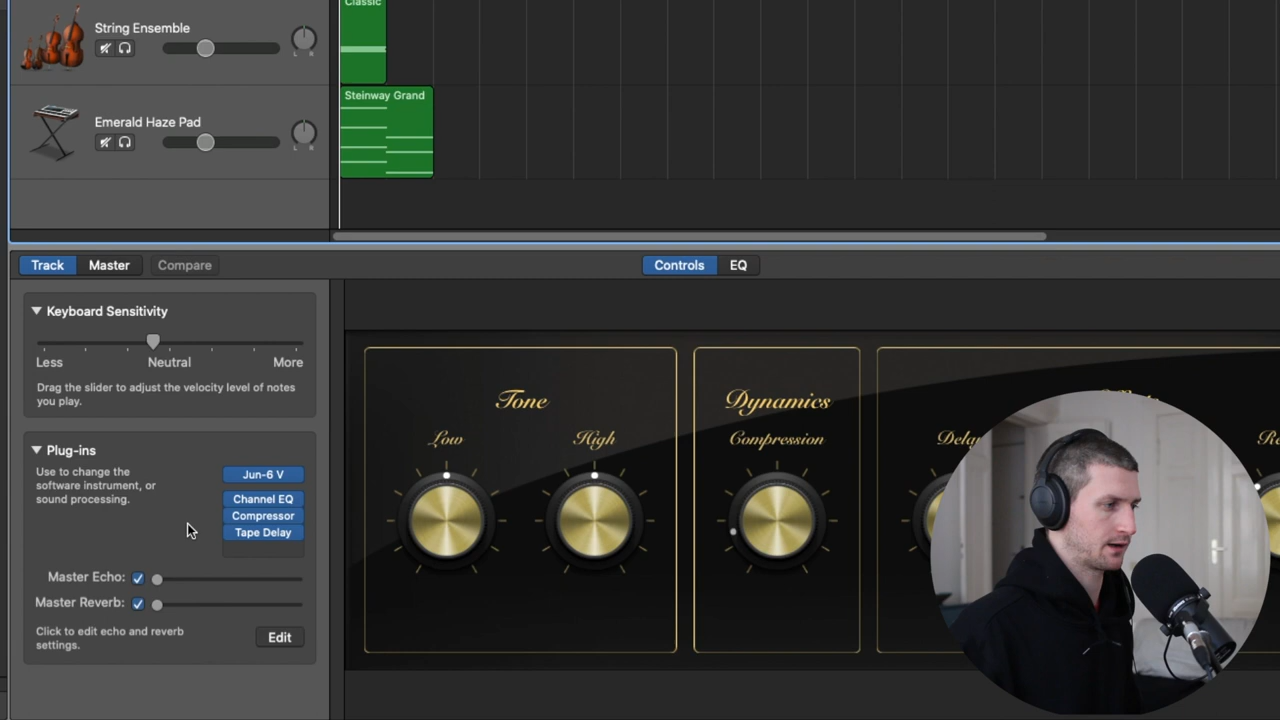 Classic
String Ensemble
L R
Steinway Grand
Emerald Haze Pad
L R
Track
Master
Compare
Controls
EQ
Keyboard Sensitivity
Less
Neutral
More
Drag the slider to adjust the velocity level of notes
you play.
Plug-ins
Use to change the
software instrument, or
sound processing.
Jun-6 V
Channel EQ
Compressor
Tape Delay
Master Echo:
Master Reverb:
Click to edit echo and reverb
settings.
Edit
Tone
Low
High
Dynamics
Compression